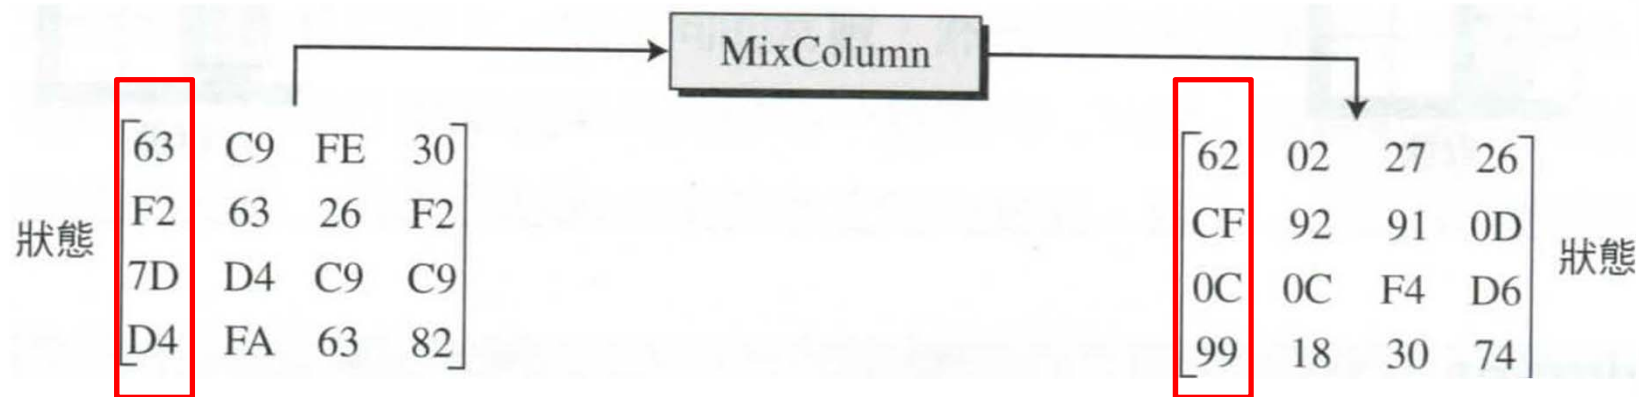 MixColumn
狀態
63 C9 FE 30
F2 63 26 F2
7D D4 C9 C9
D4 FA 63 82
62 02 27 26
CF 92 91 0D
0C 0C F4 D6
99 18 30 74
狀態